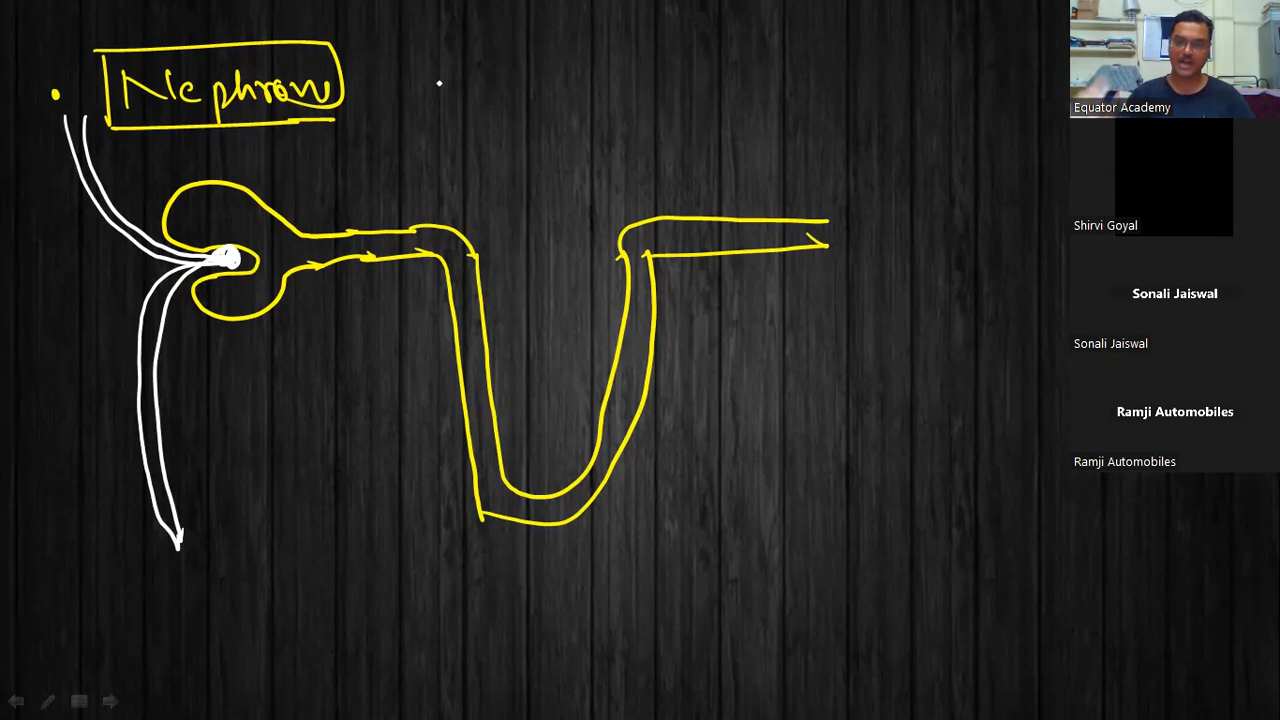 Nephron
Equator Academy
Shirvi Goyal
Sonali Jaiswal
Sonali Jaiswal
Ramji Automobiles
Ramji Automobiles